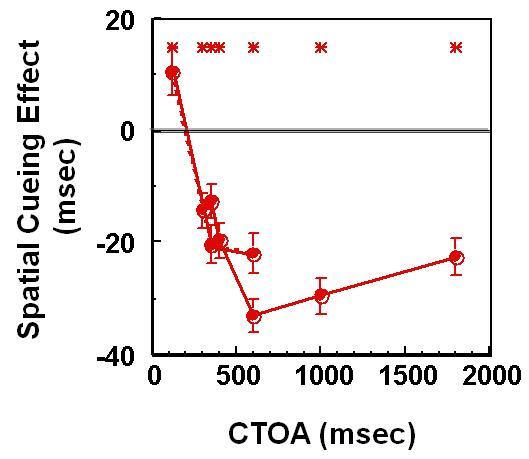 20
0
-20
-40
Spatial Cueing Effect
(msec)
0 500 1000 1500 2000
CTOA (msec)